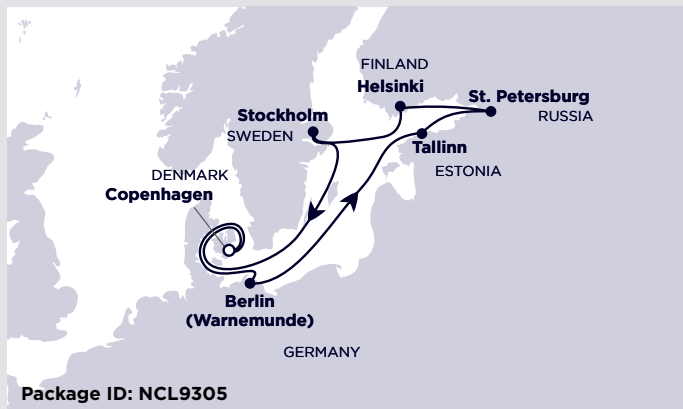 FINLAND
Helsinki
St. Petersburg
RUSSIA
Stockholm
SWEDEN
Tallinn
ESTONIA
DENMARK
Copenhagen
Berlin
(Warnemunde)
GERMANY
Package ID: NCL9305